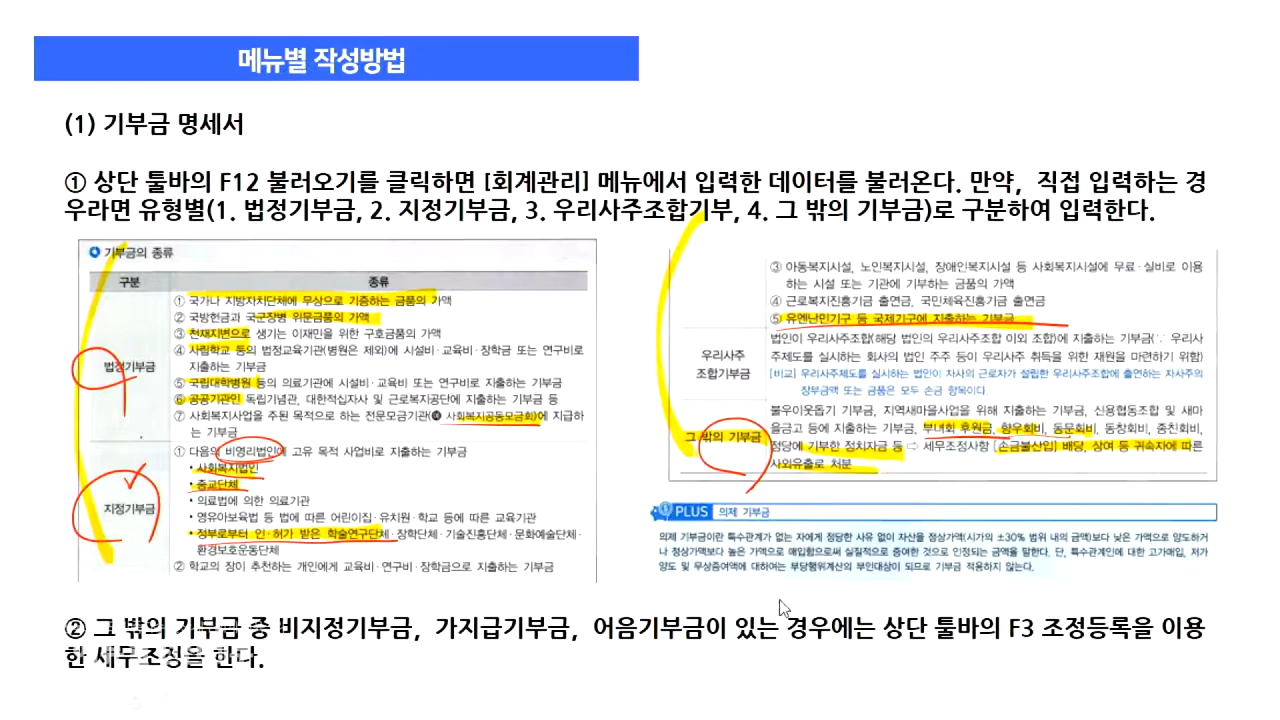 메뉴별 작성방법
(1) 기부금 명세서
① 상단 툴바의 F12 불러오기를 클릭하면 [회계관리] 메뉴에서 입력한 데이터를 불러온다. 만약, 직접 입력하는 경
우라면 유형별(1. 법정기부금, 2. 지정기부금, 3. 우리사주조합기부, 4. 그 밖의 기부금)로 구분하여 입력한다.
기부금의 종류
구분 종류
법정기부금
① 국가나 지방자치단체에 무상으로 기증하는 금품의 가액
② 국방헌금과 국군장병 위문금품의 가액
③ 천재지변으로 생기는 이재민을 위한 구호금품의 가액
④ 사립학교 등의 법정교육기관(병원은 제외)에 시설비·교육비·장학금 또는 연구비로
지출하는 기부금
⑤ 국립대학병원 등의 의료기관에 시설비·교육비 또는 연구비로 지출하는 기부금
⑥ 공공기관인 독립기념관, 대한적십자사 및 근로복지공단에 지출하는 기부금 등
⑦ 사회복지사업을 주된 목적으로 하는 전문모금기관(예 사회복지공동모금회)에 지급하
는 기부금
지정기부금
① 다음의 비영리법인에 고유 목적 사업비로 지출하는 기부금
• 사회복지법인
• 종교단체
• 의료법에 의한 의료기관
• 영유아보육법 등 법에 따른 어린이집·유치원·학교 등에 따른 교육기관
• 정부로부터 인·허가 받은 학술연구단체·장학단체·기술진흥단체·문화예술단체·
환경보호운동단체
② 학교의 장이 추천하는 개인에게 교육비·연구비·장학금으로 지출하는 기부금
③ 아동복지시설, 노인복지시설, 장애인복지시설 등 사회복지시설에 무료·실비로 이용
하는 시설 또는 기관에 기부하는 금품의 가액
④ 근로복지진흥기금 출연금, 국민체육진흥기금 출연금
⑤ 유엔난민기구 등 국제기구에 지출하는 기부금
우리사주
조합기부금
법인이 우리사주조합(해당 법인의 우리사주조합 이외 조합)에 지출하는 기부금(∵ 우리사
주제도를 실시하는 회사의 법인 주주 등이 우리사주 취득을 위한 재원을 마련하기 위함)
[비교] 우리사주제도를 실시하는 법인이 자사의 근로자가 설립한 우리사주조합에 출연하는 자사주의
장부금액 또는 금품은 모두 손금 항목이다.
그 밖의 기부금
불우이웃돕기 기부금, 지역새마을사업을 위해 지출하는 기부금, 신용협동조합 및 새마
을금고 등에 지출하는 기부금, 부녀회 후원금, 향우회비, 동문회비, 동창회비, 종친회비,
정당에 기부한 정치자금 등 ⇨ 세무조정사항 [손금불산입] 배당, 상여 등 귀속자에 따른
사외유출로 처분
PLUS 의제 기부금
의제 기부금이란 특수관계가 없는 자에게 정당한 사유 없이 자산을 정상가액(시가의 ±30% 범위 내의 금액)보다 낮은 가액으로 양도하거
나 정상가액보다 높은 가액으로 매입함으로써 실질적으로 증여한 것으로 인정되는 금액을 말한다. 단, 특수관계인에 대한 고가매입, 저가
양도 및 무상증여액에 대하여는 부당행위계산의 부인대상이 되므로 기부금 적용하지 않는다.
② 그 밖의 기부금 중 비지정기부금, 가지급기부금, 어음기부금이 있는 경우에는 상단 툴바의 F3 조정등록을 이용
한 세무조정을 한다.